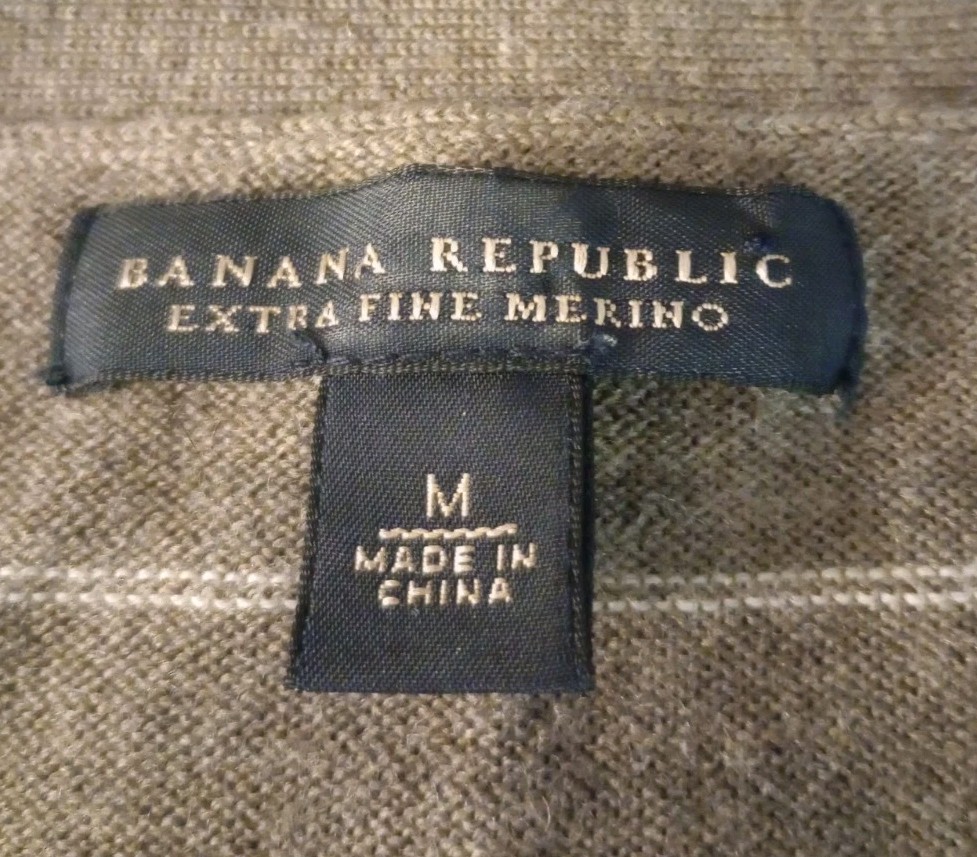 BANANA REPUBLIC
EXTRA FINE MERINO
M
MADE IN
CHINA